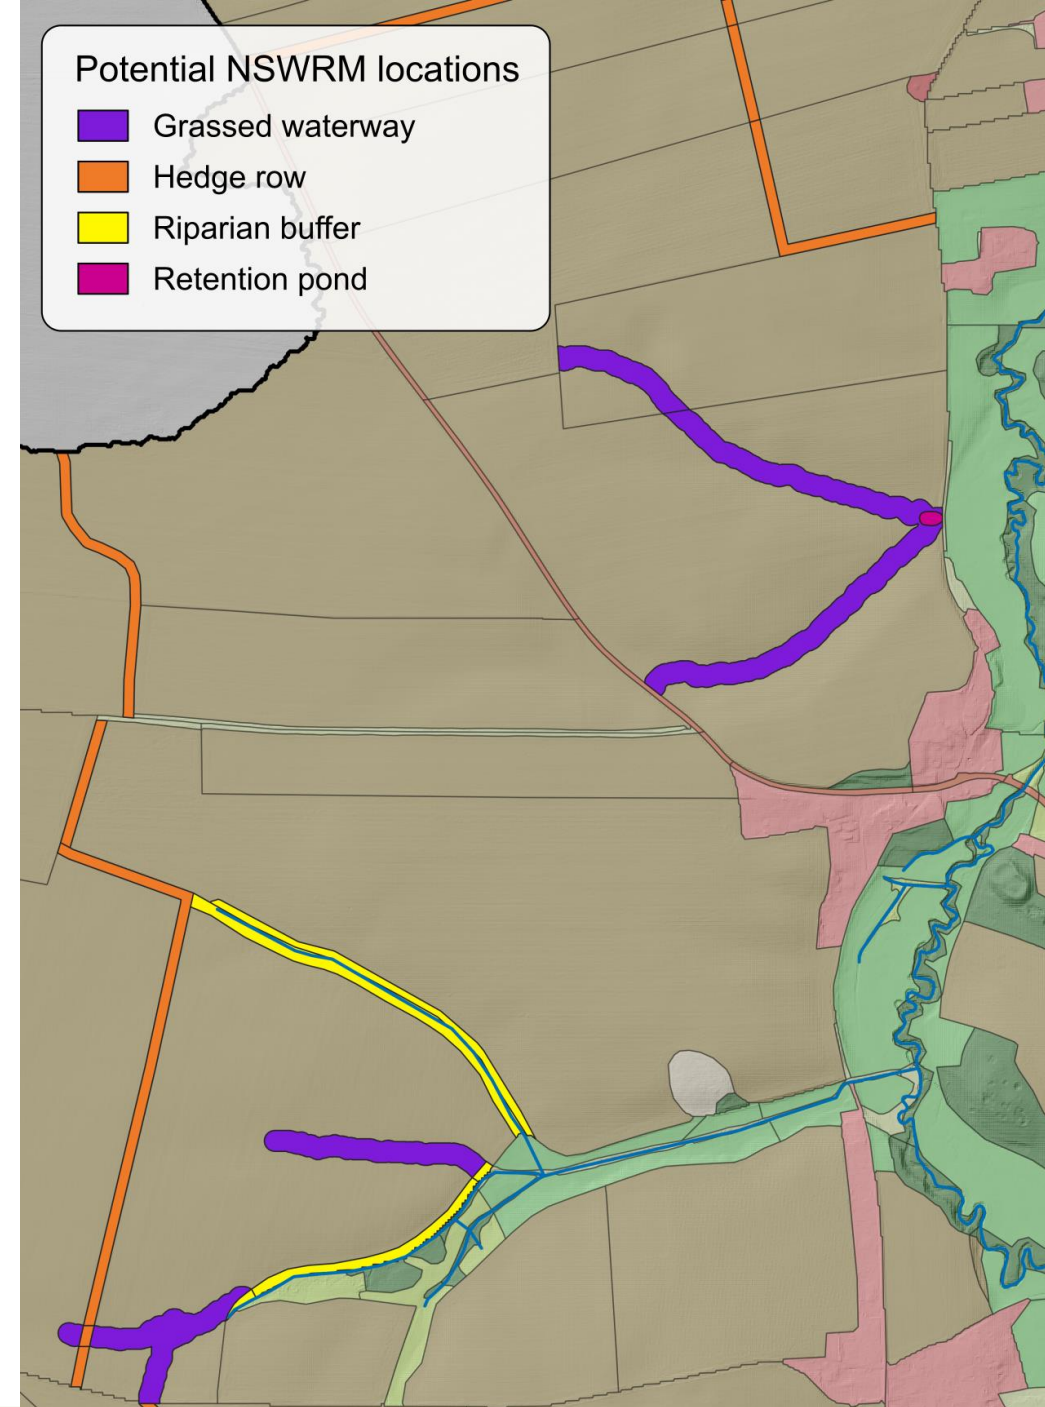 Potential NSWRM locations
Grassed waterway
Hedge row
Riparian buffer
Retention pond